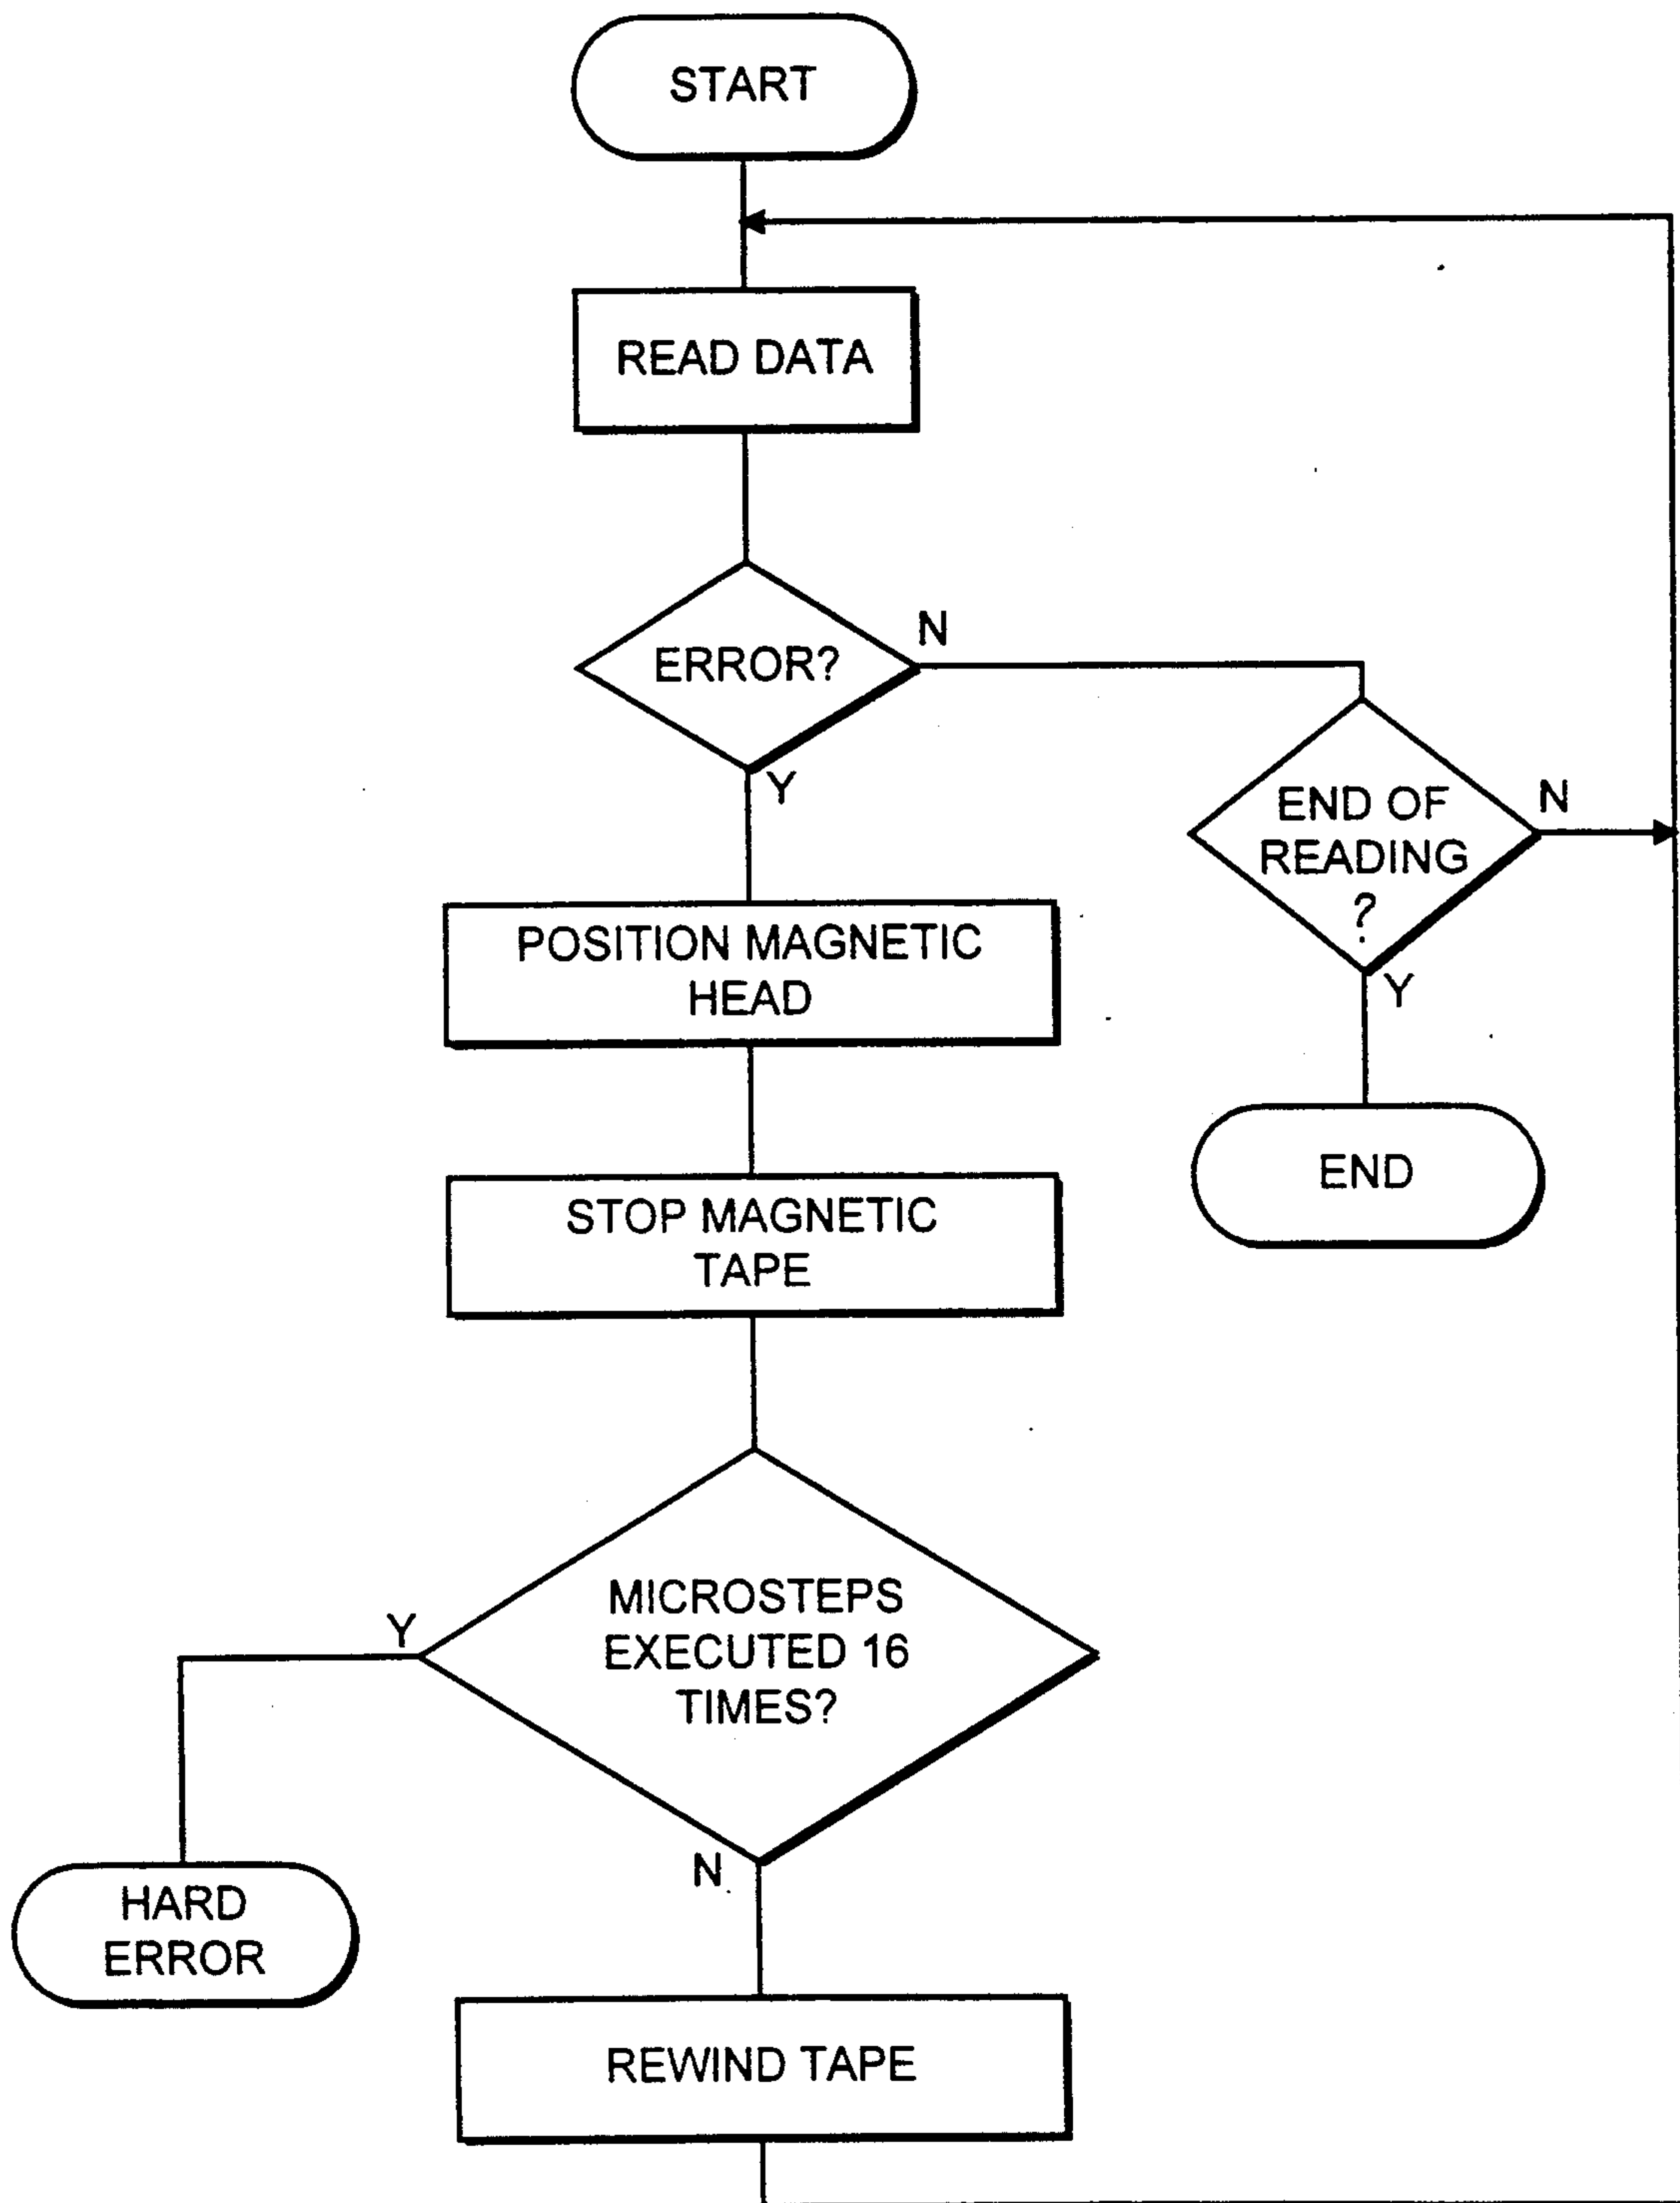 START
READ DATA
ERROR?
N
Y
END OF
READING
?
N
Y
POSITION MAGNETIC
HEAD
END
STOP MAGNETIC
TAPE
MICROSTEPS
EXECUTED 16
TIMES?
Y
N
HARD
ERROR
REWIND TAPE